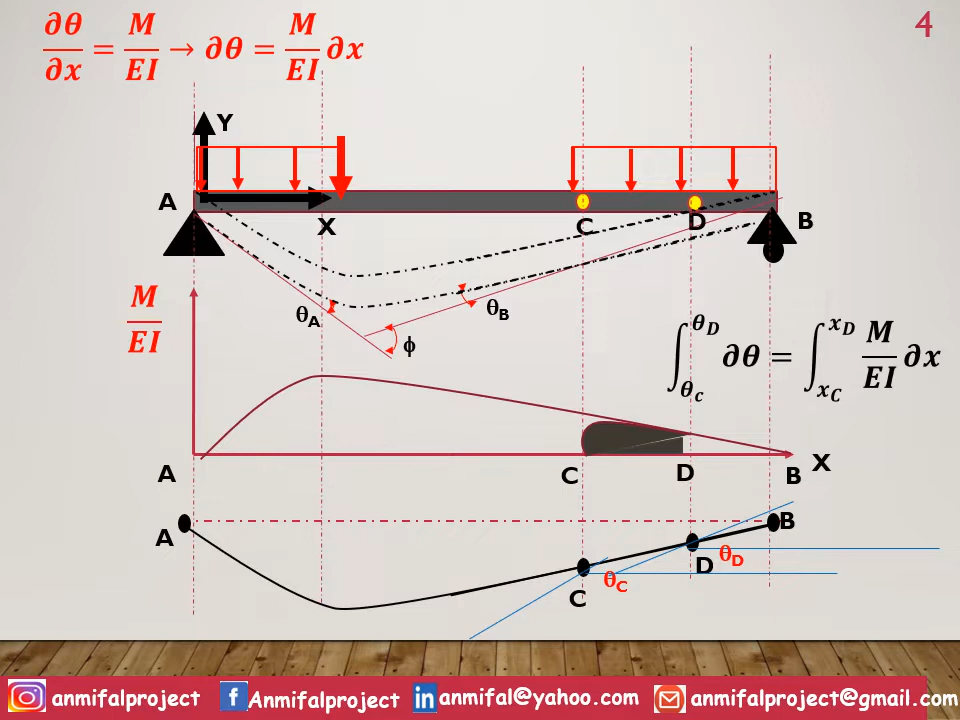 4
∂θ/∂x = M/EI → ∂θ = M/EI ∂x
Y
A
X
C
D
B
θA
θB
ϕ
M/EI
∫_{θc}^{θD} ∂θ = ∫_{xC}^{xD} M/EI ∂x
A
C
D
B
X
A
B
D
θD
θC
C
anmifalproject
Anmifalproject
anmifal@yahoo.com
anmifalproject@gmail.com